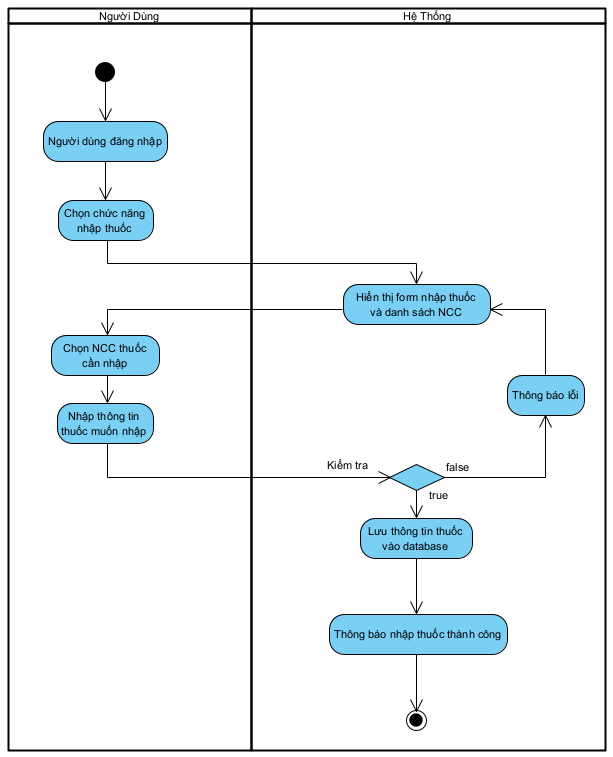 Người Dùng
Hệ Thống
Người dùng đăng nhập
Chọn chức năng
nhập thuốc
Hiển thị form nhập thuốc
và danh sách NCC
Chọn NCC thuốc
cần nhập
Thông báo lỗi
Nhập thông tin
thuốc muốn nhập
Kiểm tra
false
true
Lưu thông tin thuốc
vào database
Thông báo nhập thuốc thành công